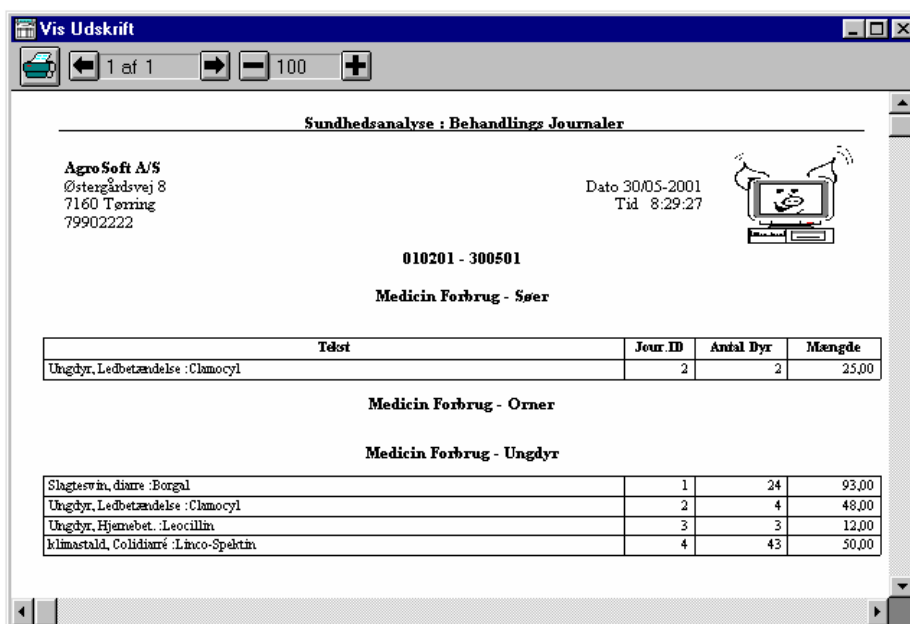 Vis Udskrift
1 af 1 100
Sundhedsanalyse : Behandlings Journaler
AgroSoft A/S
Østergårdsvej 8
7160 Tørring
79902222
Dato 30/05-2001
Tid 8:29:27
010201 - 300501
Medicin Forbrug - Søer
Tekst Jour.ID Antal Dyr Mængde
Ungdyr, Ledbetændelse :Clamocyl 2 2 25,00
Medicin Forbrug - Orner
Medicin Forbrug - Ungdyr
Slagtesvin, diarre :Borgal 1 24 93,00
Ungdyr, Ledbetændelse :Clamocyl 2 4 48,00
Ungdyr, Hjernebet. :Leocillin 3 3 12,00
klimastald, Colidiarré :Linco-Spektin 4 43 50,00